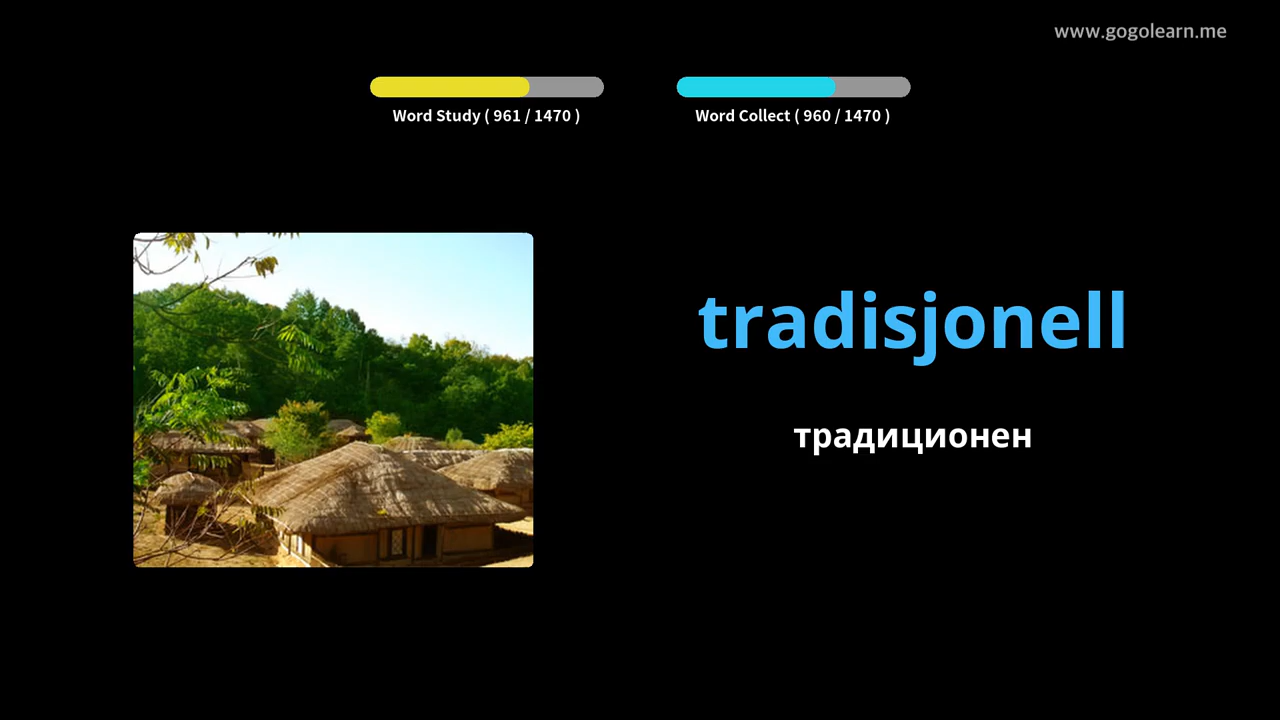 www.gogolearn.me
Word Study ( 961 / 1470 )
Word Collect ( 960 / 1470 )
tradisjonell
традиционен